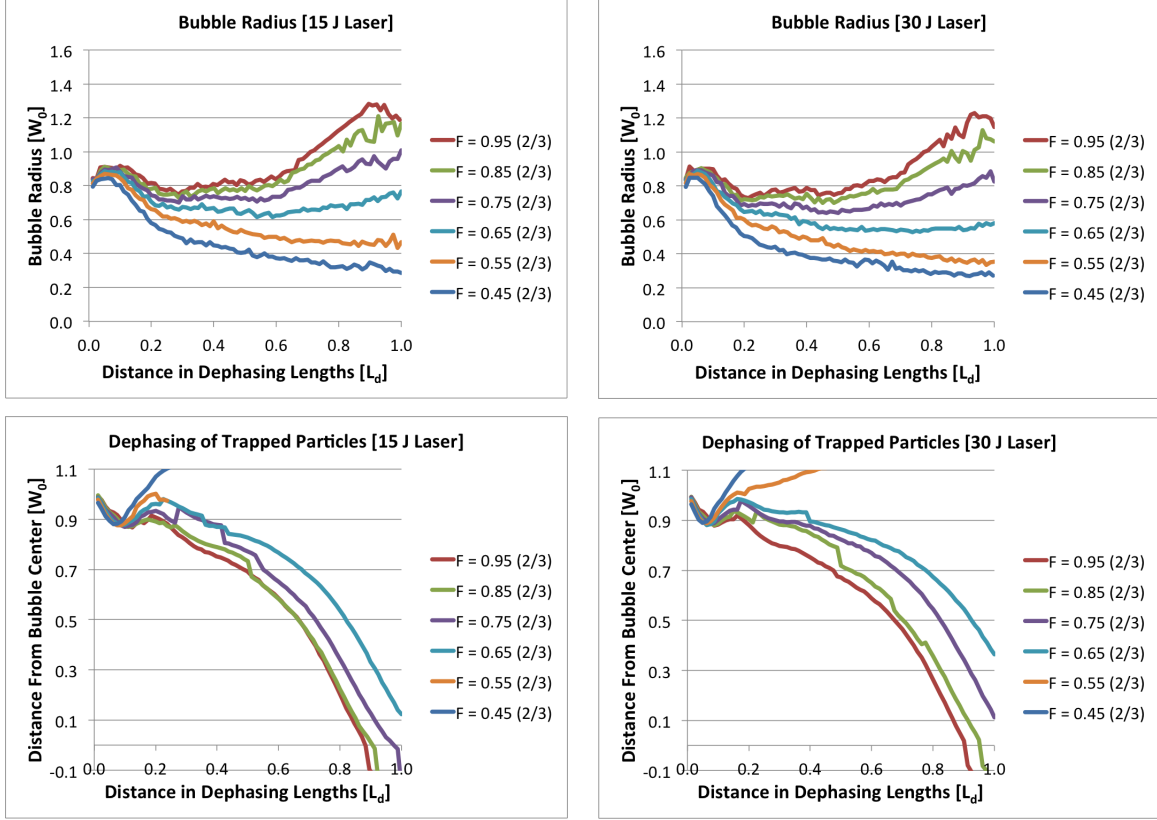 Bubble Radius [15 J Laser]
Bubble Radius [W₀]
1.6
1.4
1.2
1.0
0.8
0.6
0.4
0.2
0.0
0.0 0.2 0.4 0.6 0.8 1.0
Distance in Dephasing Lengths [L_d]
F = 0.95 (2/3)
F = 0.85 (2/3)
F = 0.75 (2/3)
F = 0.65 (2/3)
F = 0.55 (2/3)
F = 0.45 (2/3)
Bubble Radius [30 J Laser]
Bubble Radius [W₀]
1.6
1.4
1.2
1.0
0.8
0.6
0.4
0.2
0.0
0.0 0.2 0.4 0.6 0.8 1.0
Distance in Dephasing Lengths [L_d]
F = 0.95 (2/3)
F = 0.85 (2/3)
F = 0.75 (2/3)
F = 0.65 (2/3)
F = 0.55 (2/3)
F = 0.45 (2/3)
Dephasing of Trapped Particles [15 J Laser]
Distance From Bubble Center [W₀]
1.1
0.9
0.7
0.5
0.3
0.1
-0.1
0.0 0.2 0.4 0.6 0.8 1.0
Distance in Dephasing Lengths [L_d]
F = 0.95 (2/3)
F = 0.85 (2/3)
F = 0.75 (2/3)
F = 0.65 (2/3)
F = 0.55 (2/3)
F = 0.45 (2/3)
Dephasing of Trapped Particles [30 J Laser]
Distance From Bubble Center [W₀]
1.1
0.9
0.7
0.5
0.3
0.1
-0.1
0.0 0.2 0.4 0.6 0.8 1.0
Distance in Dephasing Lengths [L_d]
F = 0.95 (2/3)
F = 0.85 (2/3)
F = 0.75 (2/3)
F = 0.65 (2/3)
F = 0.55 (2/3)
F = 0.45 (2/3)